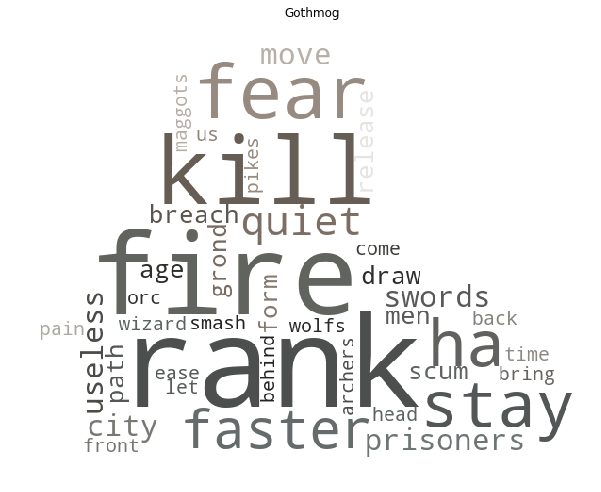 Gothmog
move
fear
maggots
us
release
pikes
kill
breach
quiet
grond
come
fire
age
draw
orc
form
swords
useless
pain
wizard
smash
wolfs
men
back
behind
rank
ha
path
archers
time
ease
let
scum
bring
stay
head
city
faster
front
prisoners